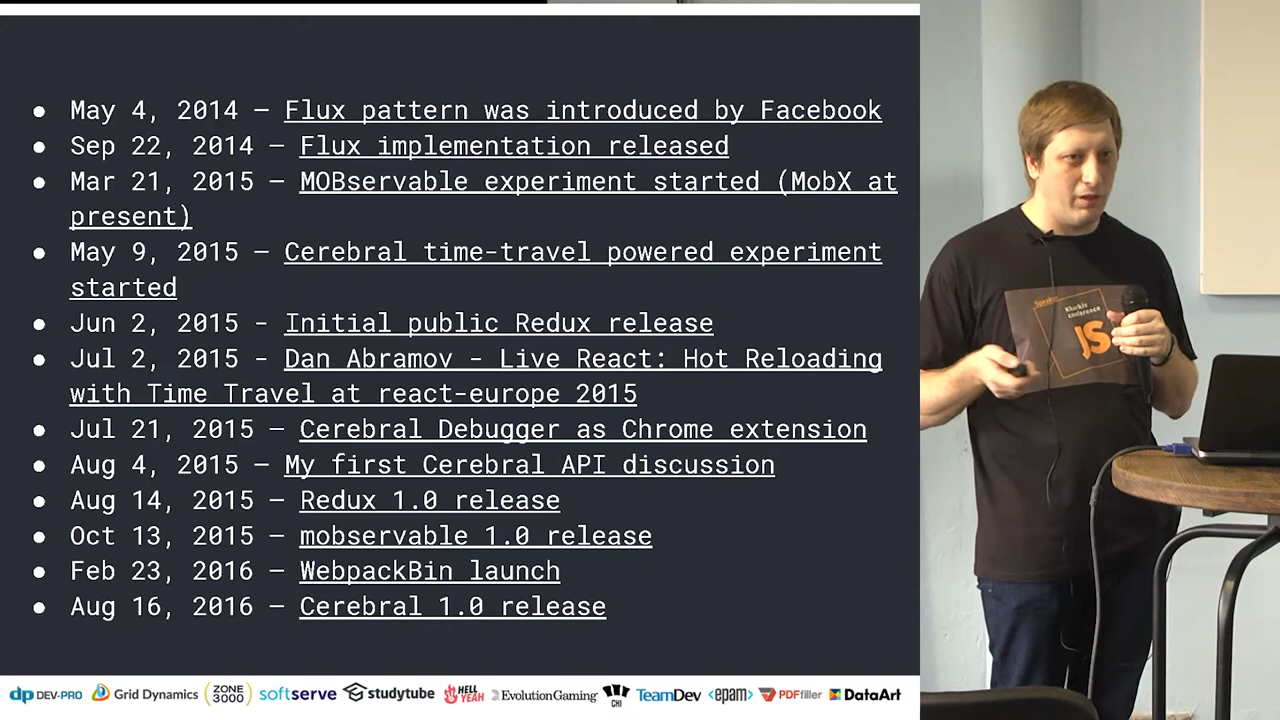 ● May 4, 2014 – Flux pattern was introduced by Facebook
● Sep 22, 2014 – Flux implementation released
● Mar 21, 2015 – MOBservable experiment started (MobX at
present)
● May 9, 2015 – Cerebral time-travel powered experiment
started
● Jun 2, 2015 - Initial public Redux release
● Jul 2, 2015 - Dan Abramov - Live React: Hot Reloading
with Time Travel at react-europe 2015
● Jul 21, 2015 – Cerebral Debugger as Chrome extension
● Aug 4, 2015 – My first Cerebral API discussion
● Aug 14, 2015 – Redux 1.0 release
● Oct 13, 2015 – mobservable 1.0 release
● Feb 23, 2016 – WebpackBin launch
● Aug 16, 2016 – Cerebral 1.0 release
Speaker
Kharkiv
conference
JS
dp DEV-PRO Grid Dynamics {ZONE 3000} softserve studytube HELL YEAH EvolutionGaming CHI TeamDev <epam> PDFfiller DataArt